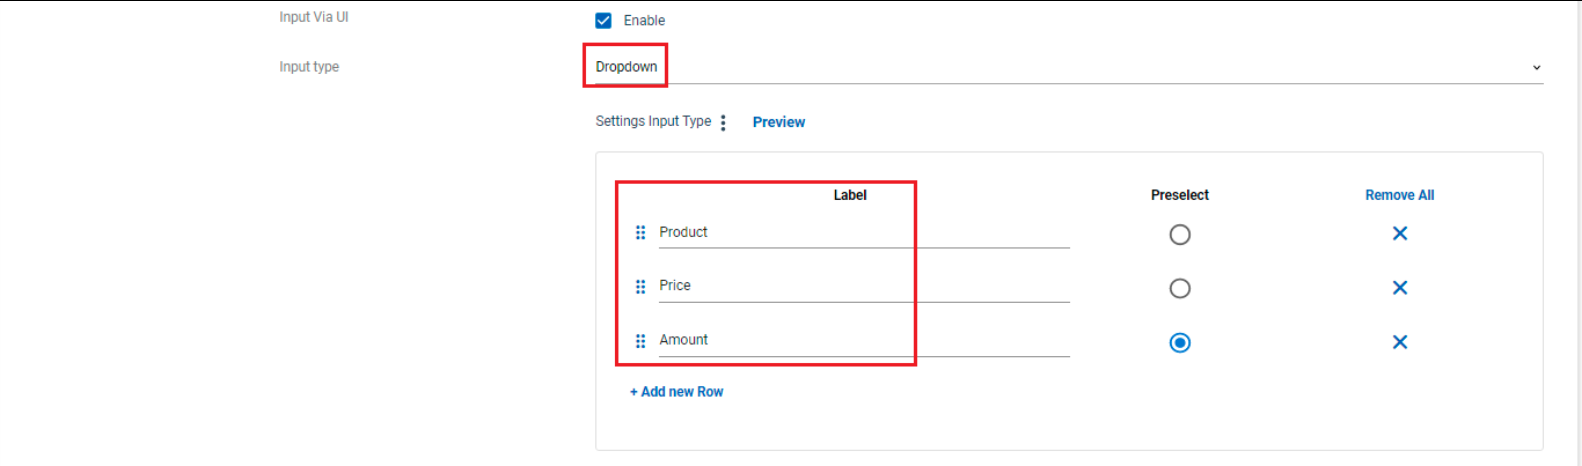 Input Via UI
Enable
Input type
Dropdown
Settings Input Type
Preview
Label Preselect Remove All
Product
Price
Amount
+ Add new Row